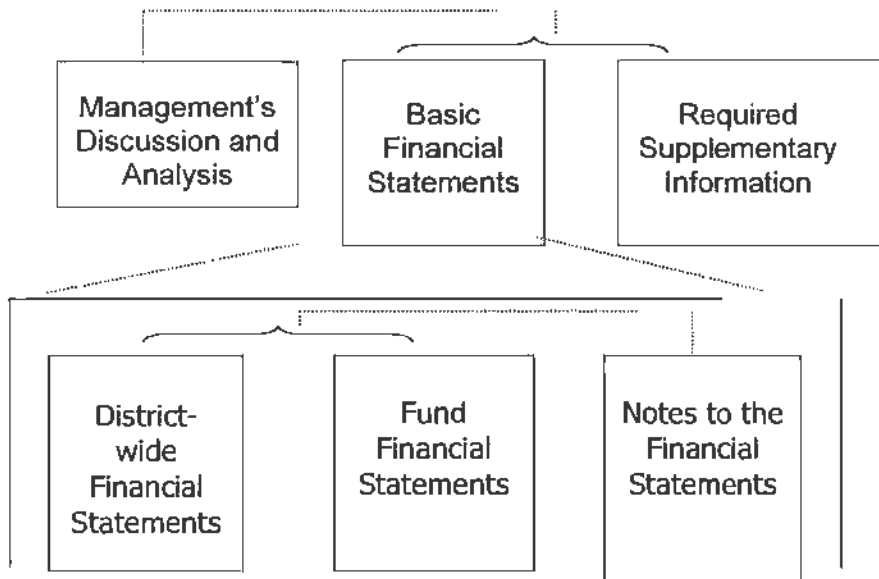 Management's
Discussion and
Analysis
Basic
Financial
Statements
Required
Supplementary
Information
District-
wide
Financial
Statements
Fund
Financial
Statements
Notes to the
Financial
Statements